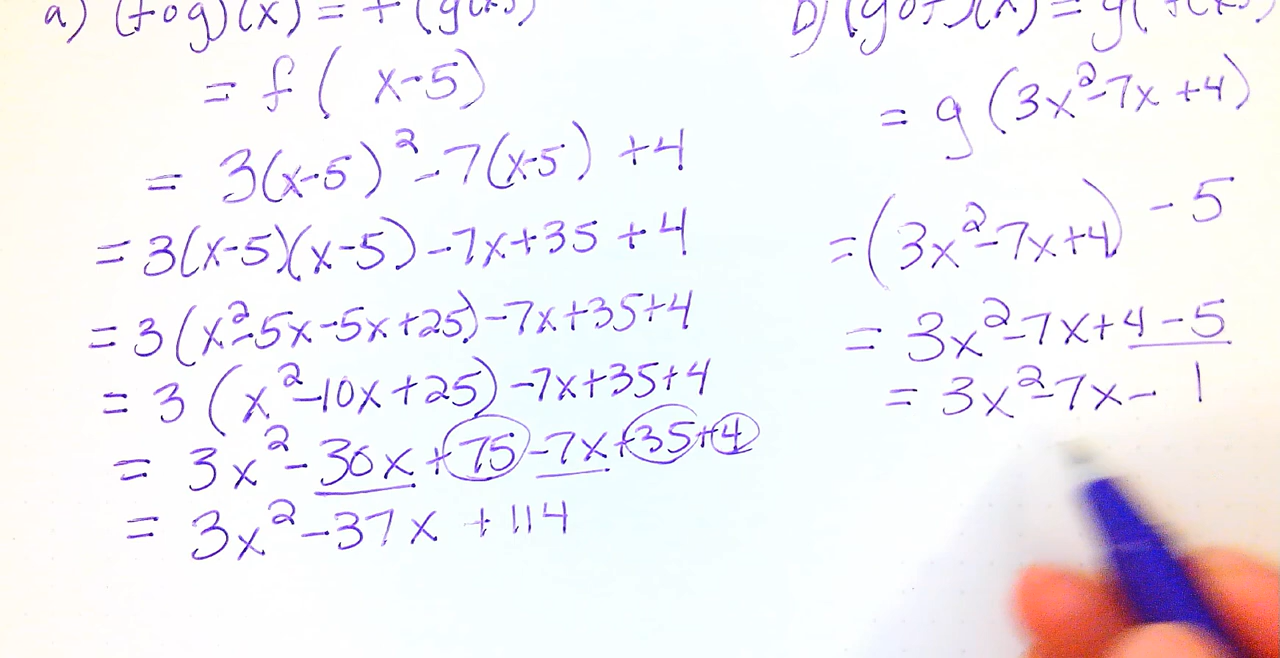 a) (fog)(x) = f(g(x))
= f( x-5)
= 3(x-5)² - 7(x-5) +4
= 3(x-5)(x-5) -7x+35 +4
= 3(x²-5x-5x+25) -7x+35+4
= 3(x²-10x+25) -7x+35+4
= 3x²-30x+75-7x+35+4
= 3x²-37x +114
b) (gof)(x) = g(f(x))
= g(3x²-7x+4)
=(3x²-7x+4) - 5
= 3x²-7x+4-5
= 3x²-7x- 1